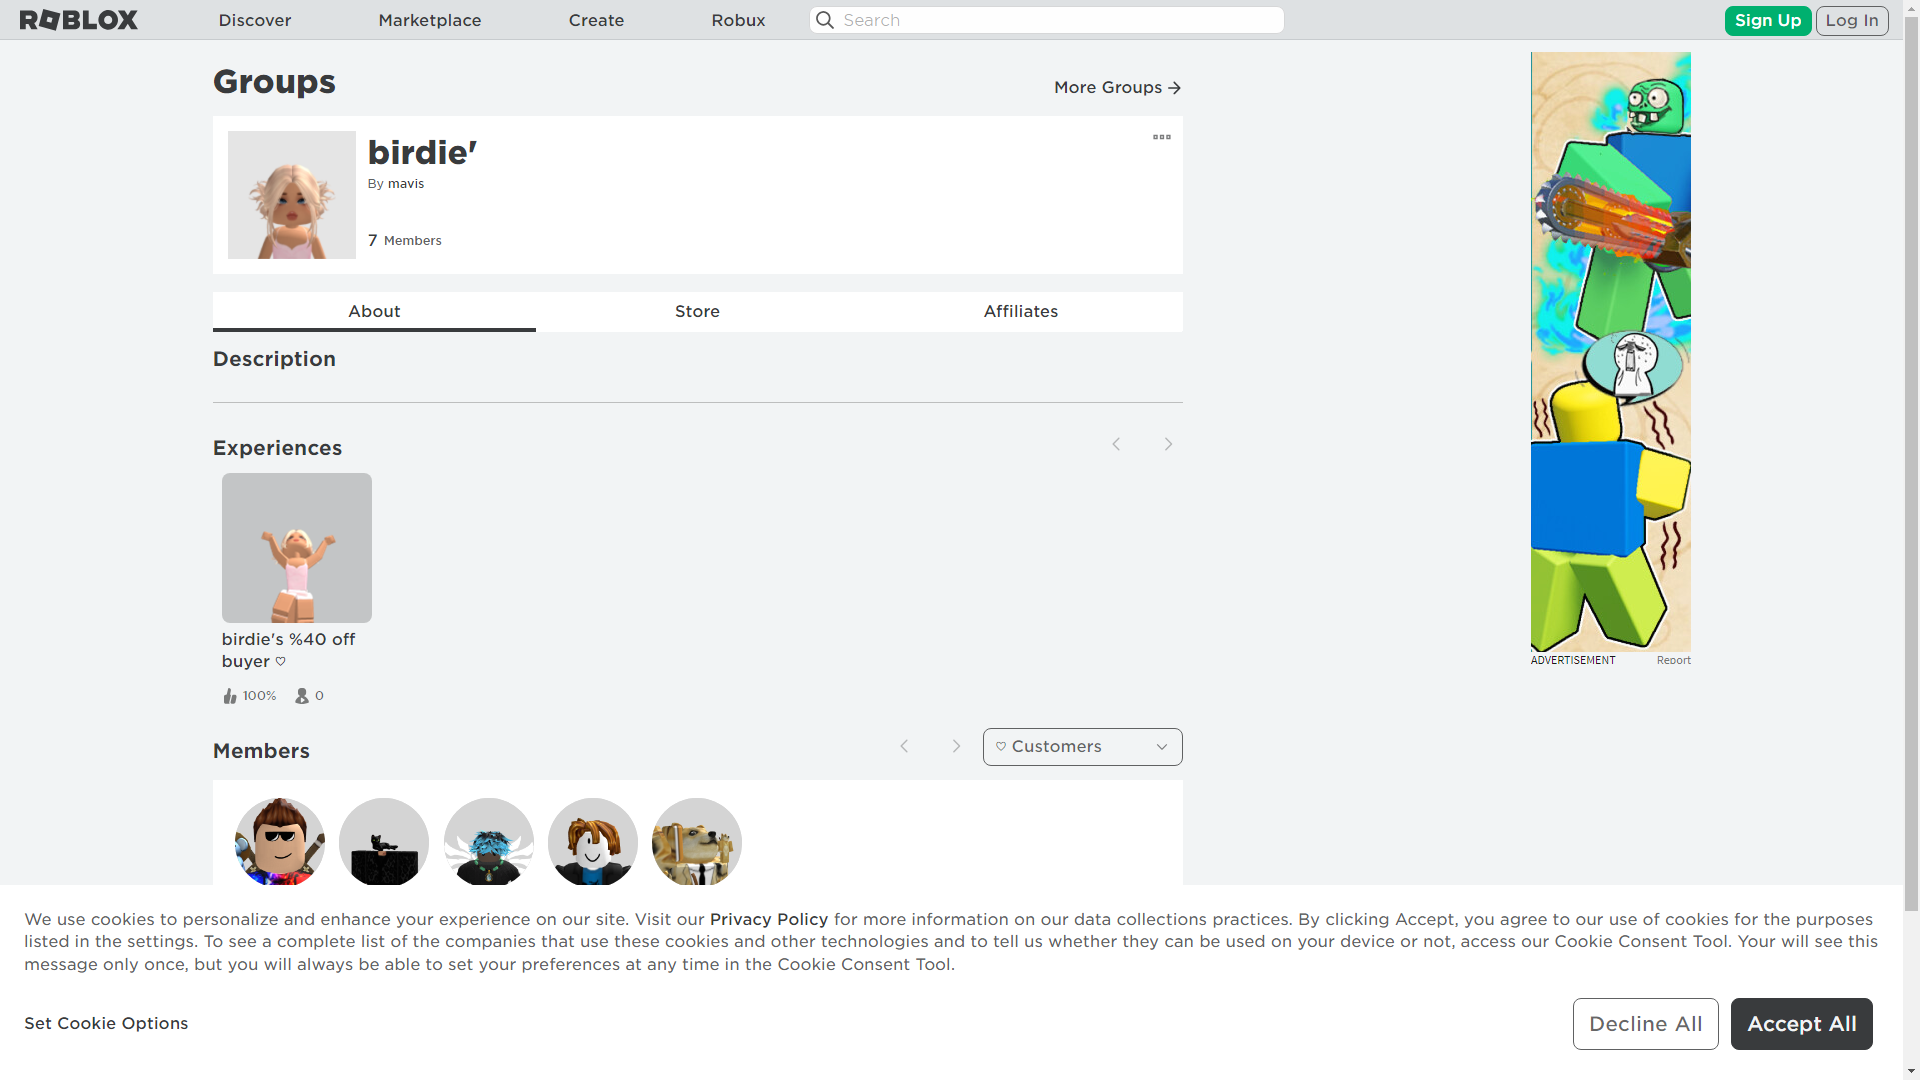 ROBLOX
Discover
Marketplace
Create
Robux
Search
Sign Up
Log In
Groups
More Groups
birdie'
By mavis
7 Members
About
Store
Affiliates
Description
Experiences
birdie's %40 off
buyer ♡
100%
0
Members
♡ Customers
ADVERTISEMENT
Report
We use cookies to personalize and enhance your experience on our site. Visit our Privacy Policy for more information on our data collections practices. By clicking Accept, you agree to our use of cookies for the purposes
listed in the settings. To see a complete list of the companies that use these cookies and other technologies and to tell us whether they can be used on your device or not, access our Cookie Consent Tool. Your will see this
message only once, but you will always be able to set your preferences at any time in the Cookie Consent Tool.
Set Cookie Options
Decline All
Accept All